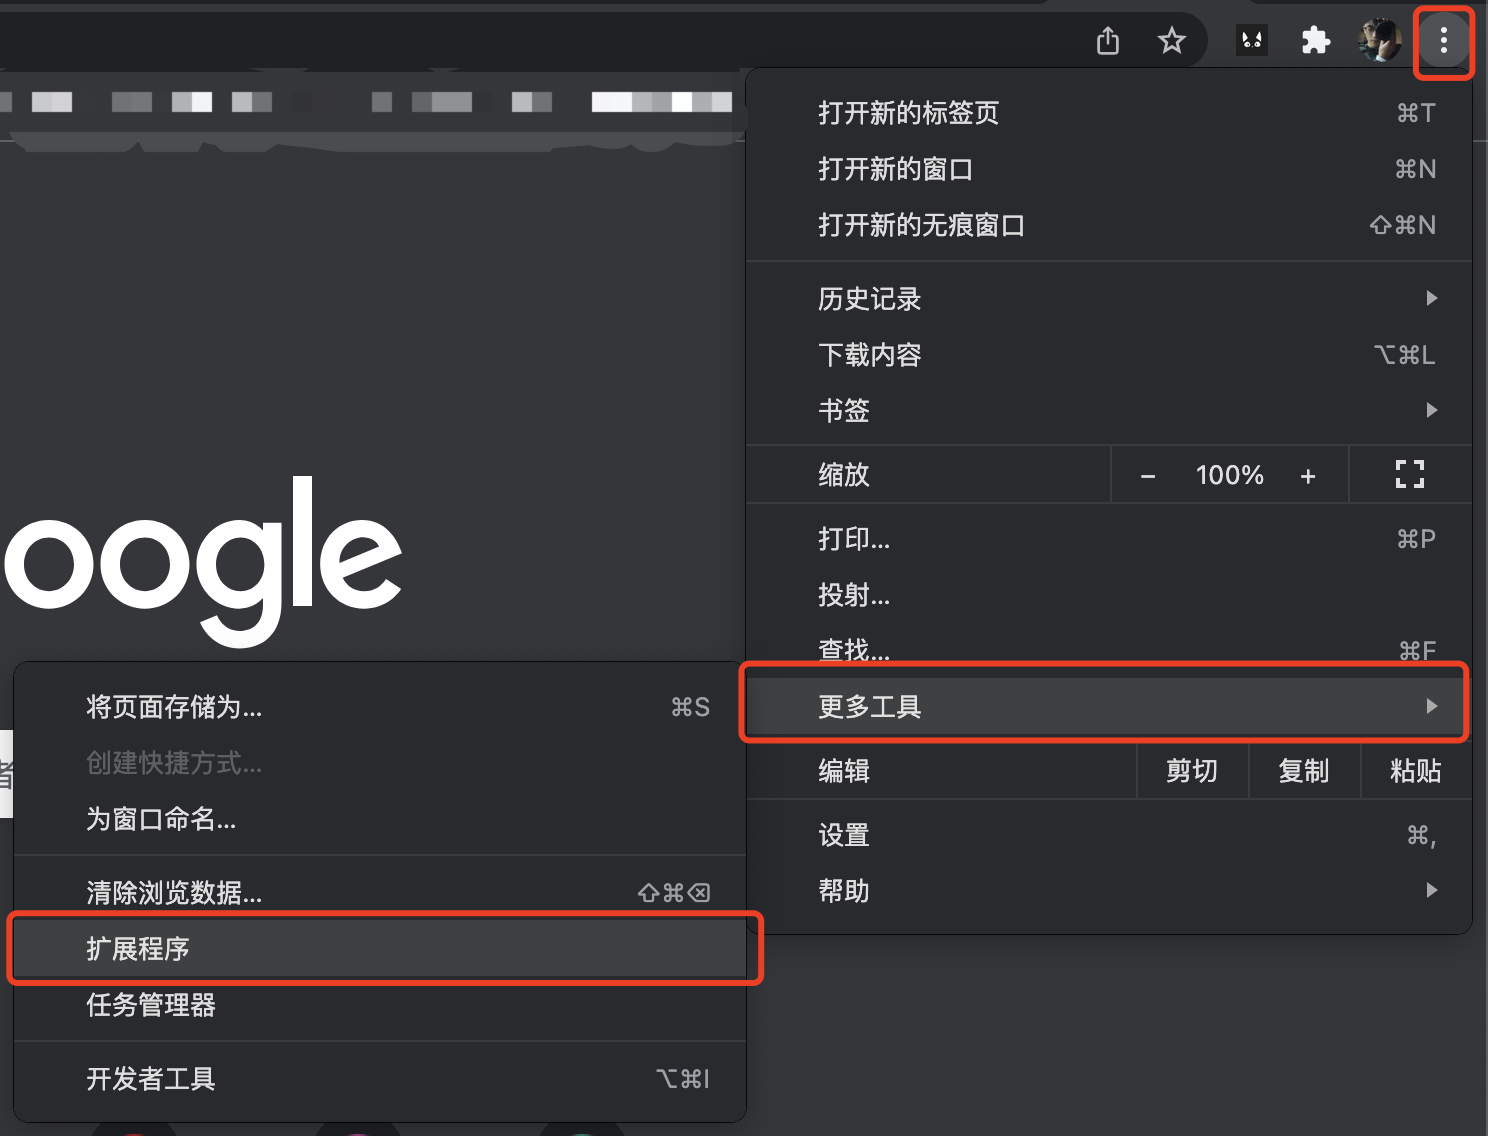 打开新的标签页 ⌘T
打开新的窗口 ⌘N
打开新的无痕窗口 ⇧⌘N
历史记录
下载内容 ⌥⌘L
书签
缩放 − 100% +
打印... ⌘P
投射...
查找... ⌘F
更多工具
编辑 剪切 复制 粘贴
设置 ⌘,
帮助
oogle
将页面存储为... ⌘S
创建快捷方式...
为窗口命名...
清除浏览数据... ⇧⌘⌫
扩展程序
任务管理器
开发者工具 ⌥⌘I